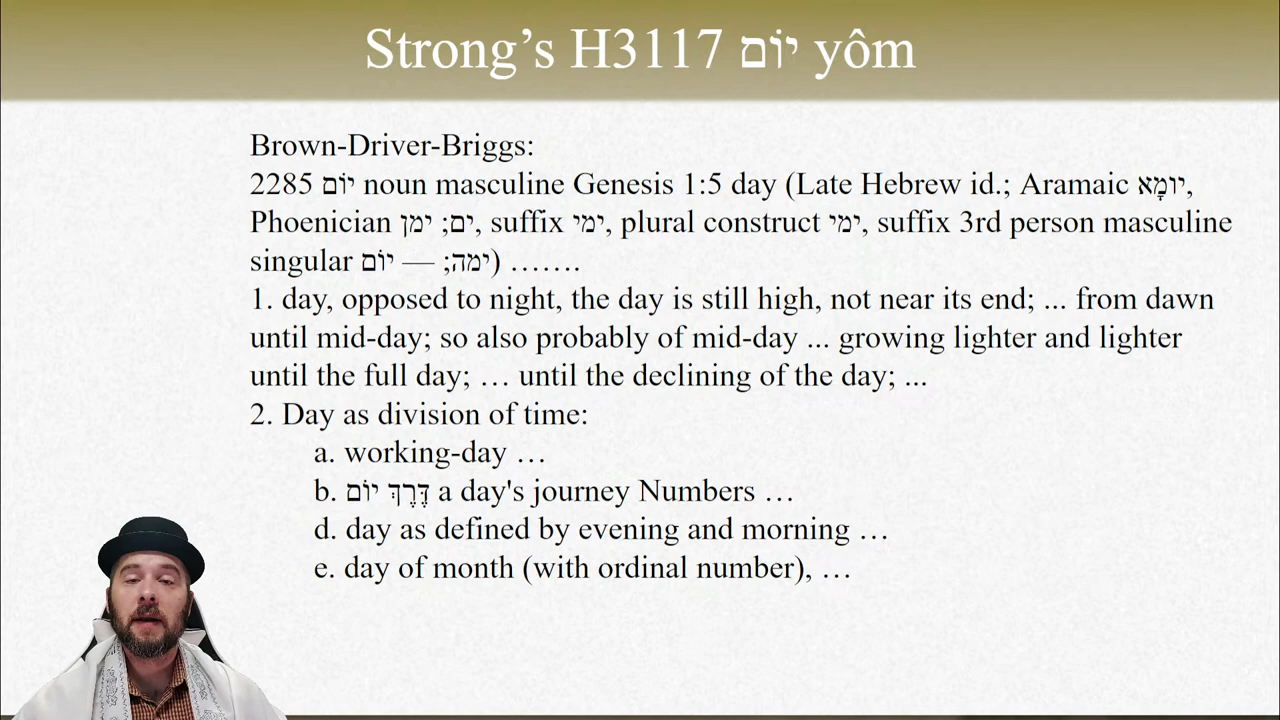 Strong’s H3117 יוֹם yôm
Brown-Driver-Briggs:
2285 יוֹם noun masculine Genesis 1:5 day (Late Hebrew id.; Aramaic יוֹמָא,
Phoenician ים; ימן, suffix ימי, plural construct ימי, suffix 3rd person masculine
singular ימה; — יוֹם) …….
1. day, opposed to night, the day is still high, not near its end; ... from dawn
until mid-day; so also probably of mid-day ... growing lighter and lighter
until the full day; … until the declining of the day; ...
2. Day as division of time:
a. working-day …
b. דֶּרֶךְ יוֹם a day's journey Numbers …
d. day as defined by evening and morning …
e. day of month (with ordinal number), …